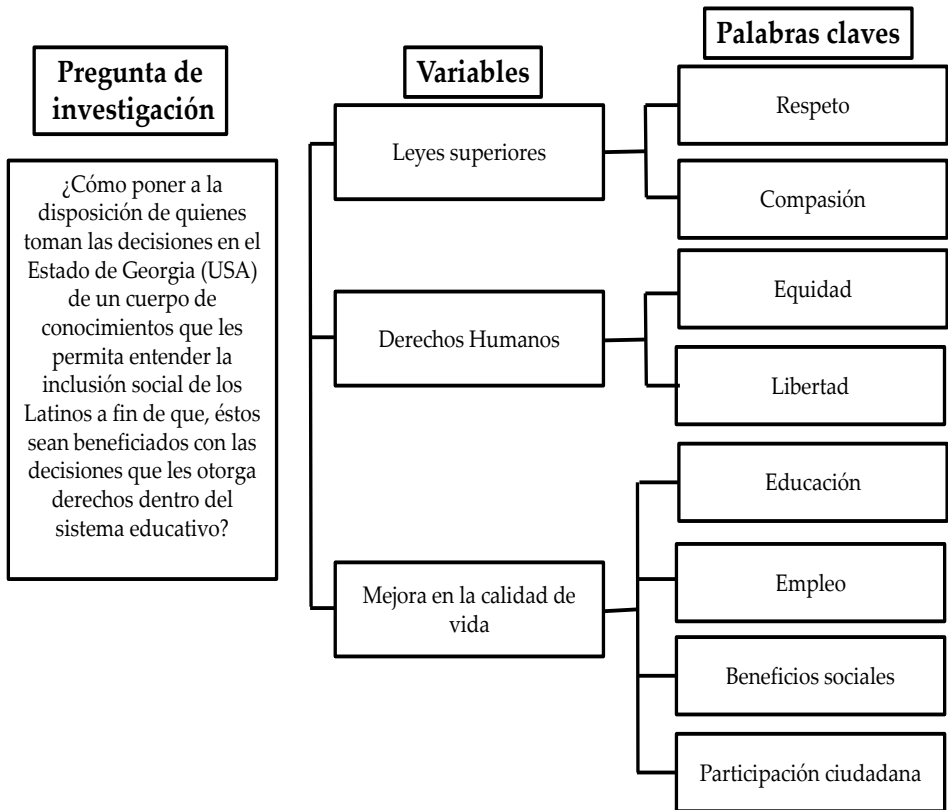 Pregunta de
investigación
¿Cómo poner a la
disposición de quienes
toman las decisiones en el
Estado de Georgia (USA)
de un cuerpo de
conocimientos que les
permita entender la
inclusión social de los
Latinos a fin de que, éstos
sean beneficiados con las
decisiones que les otorga
derechos dentro del
sistema educativo?
Variables
Leyes superiores
Derechos Humanos
Mejora en la calidad de
vida
Palabras claves
Respeto
Compasión
Equidad
Libertad
Educación
Empleo
Beneficios sociales
Participación ciudadana